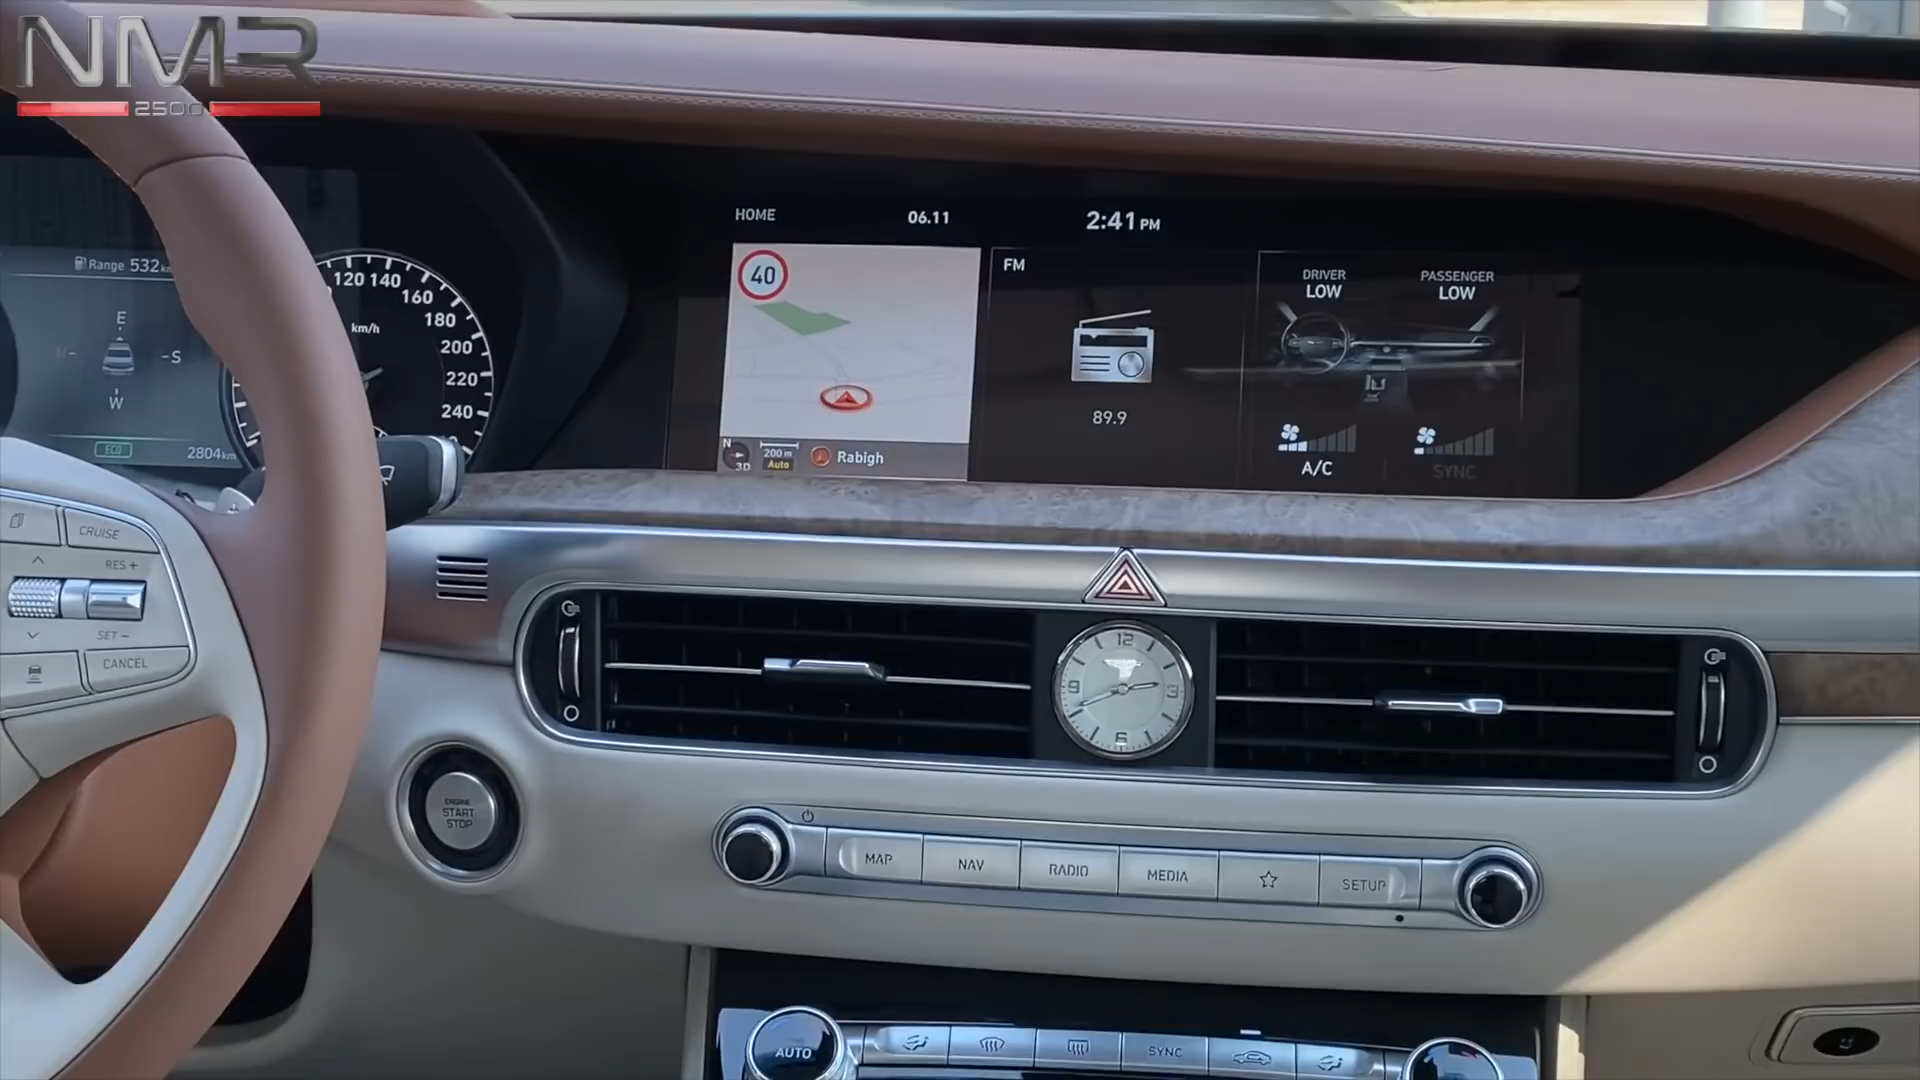 NMR
2500
HOME
06.11
2:41 PM
40
FM
89.9
DRIVER
LOW
PASSENGER
LOW
A/C
SYNC
N
3D
200 m
Auto
Rabigh
Range 532km
E
N
S
W
ECO
2804km
km/h
120
140
160
180
200
220
240
CRUISE
RES +
SET −
CANCEL
12
3
6
9
ENGINE
START
STOP
MAP
NAV
RADIO
MEDIA
SETUP
AUTO
SYNC